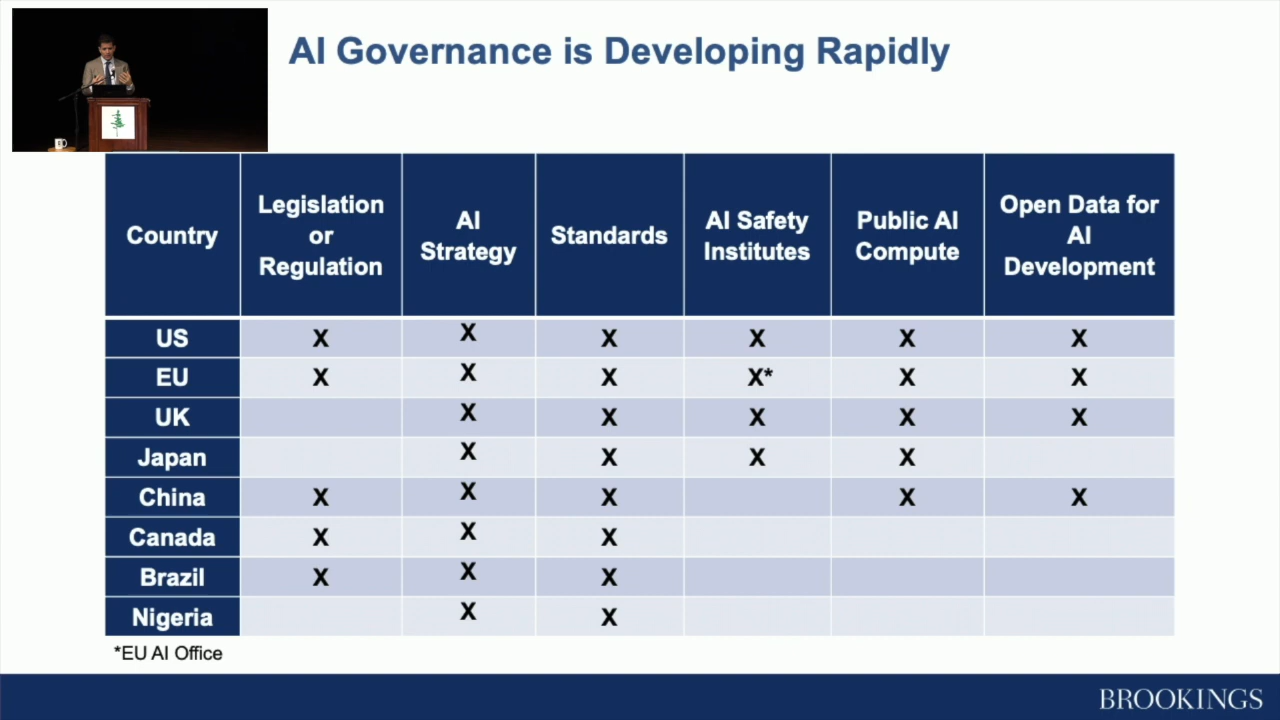 AI Governance is Developing Rapidly
Country
Legislation
or
Regulation
AI
Strategy
Standards
AI Safety
Institutes
Public AI
Compute
Open Data for
AI
Development
US X X X X X X
EU X X X X* X X
UK X X X X X
Japan X X X X
China X X X X X
Canada X X X
Brazil X X X
Nigeria X X
*EU AI Office
BROOKINGS